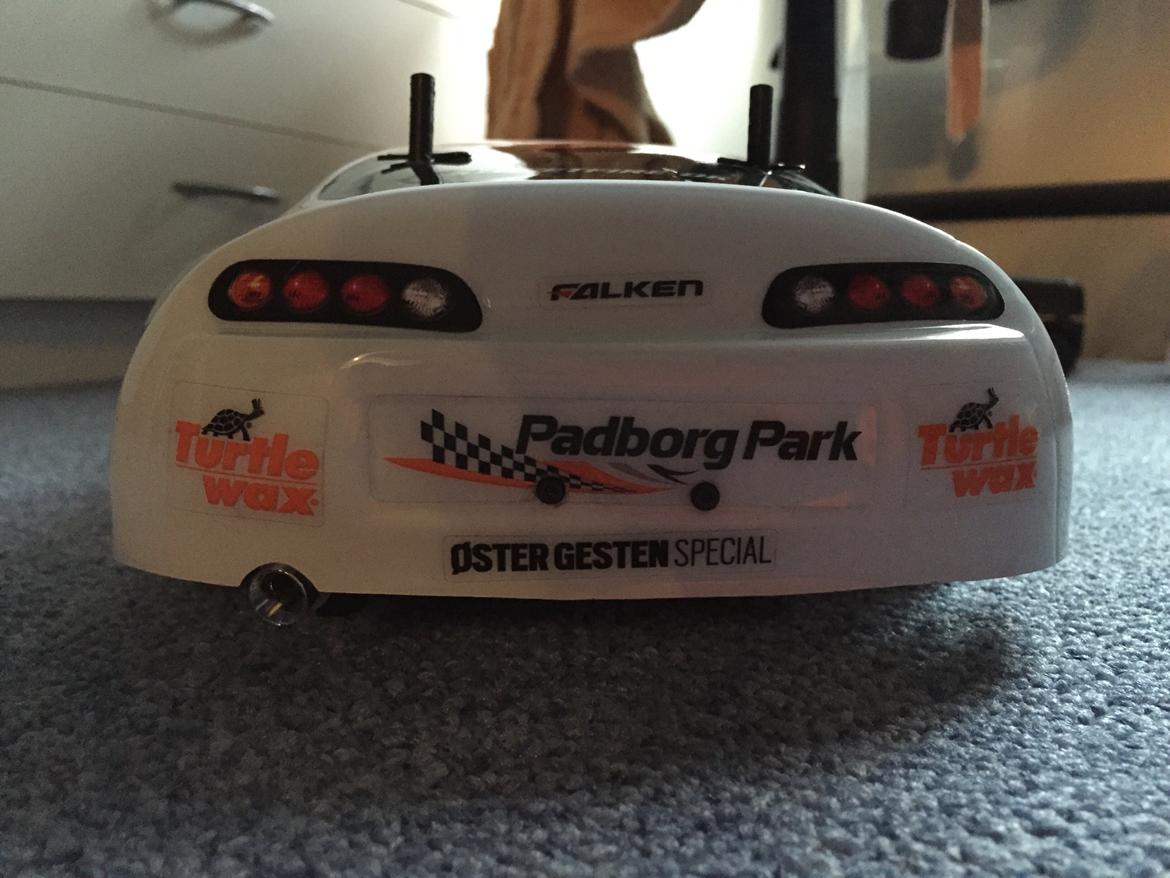 FALKEN
Turtle
wax
Padborg Park
Turtle
wax
ØSTER GESTEN SPECIAL